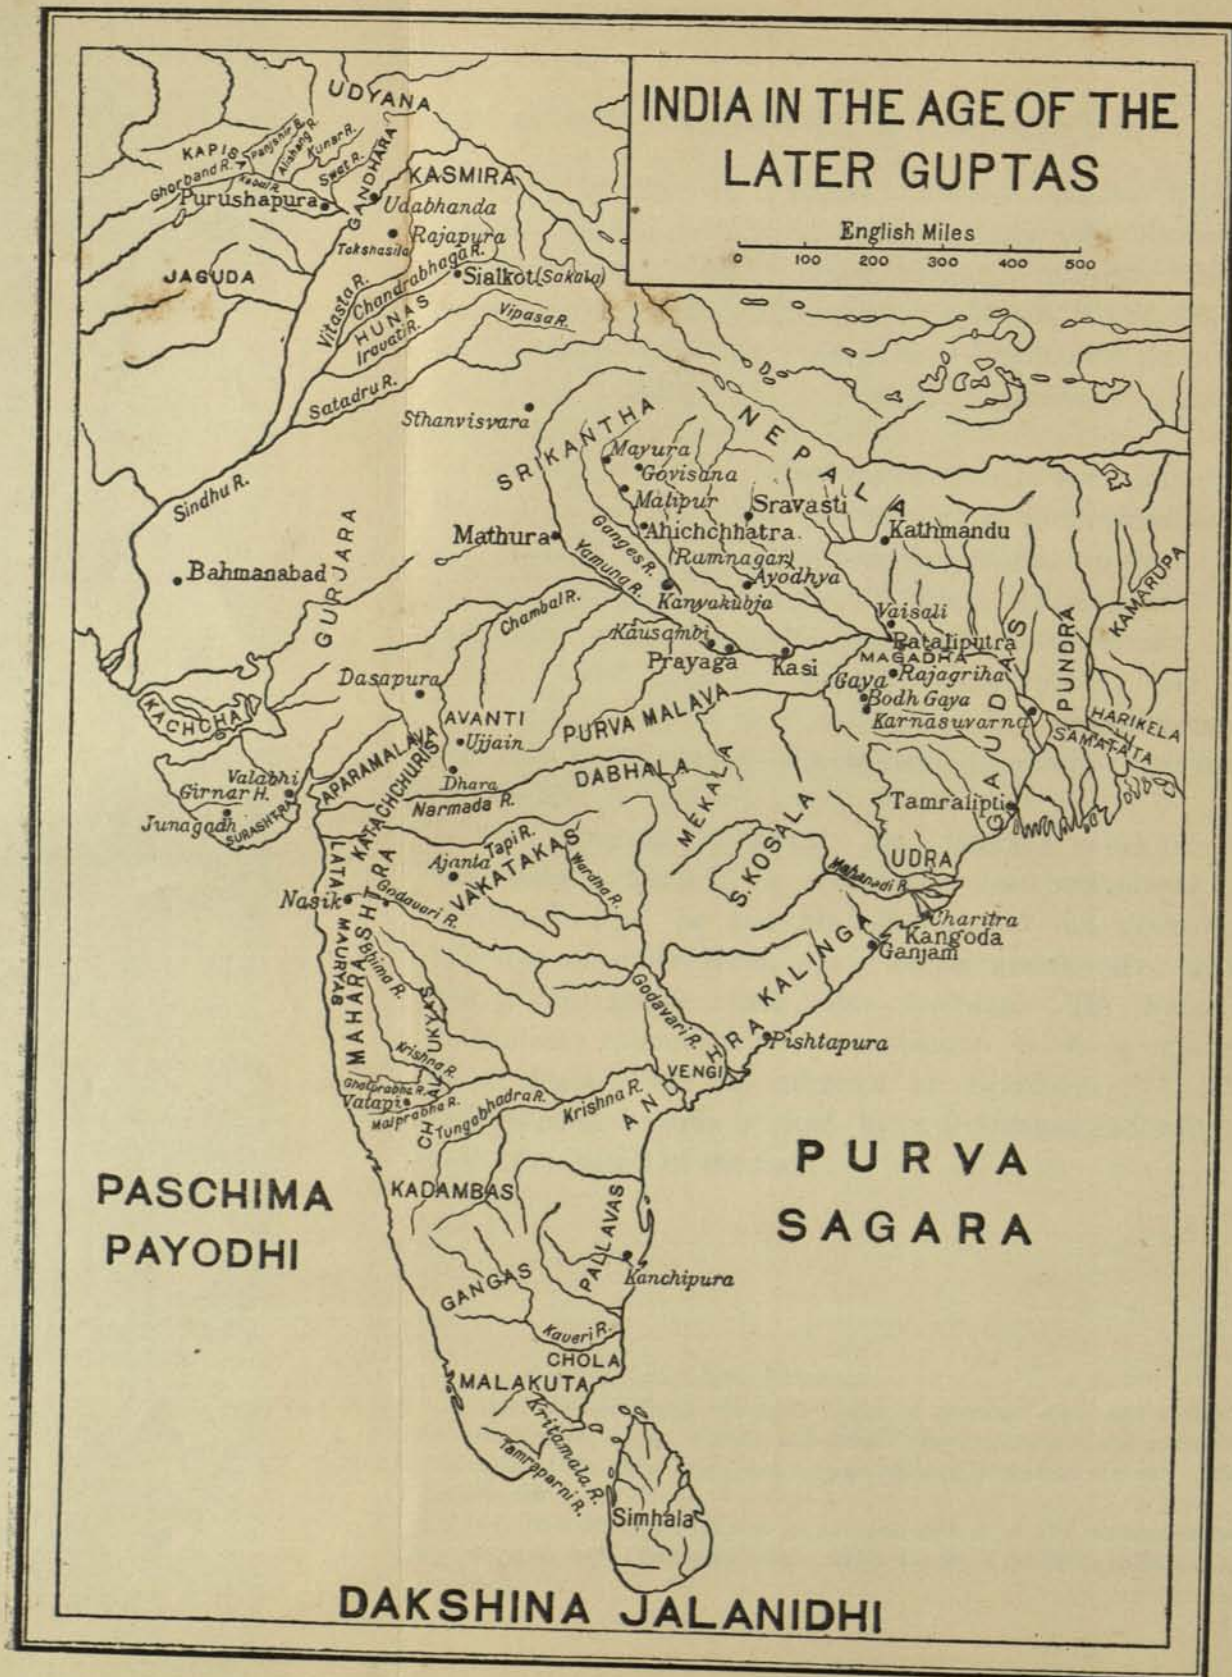 INDIA IN THE AGE OF THE
LATER GUPTAS
English Miles
0 100 200 300 400 500
UDYANA
KAPISA
Panjshir R.
Alishang R.
Kunar R.
Ghorband R.
Kabul R.
Swat R.
GANDHARA
KASMIRA
Purushapura
Udabhanda
Rajapura
Takshasila
JAGUDA
Chandrabhaga R.
Sialkot (Sakala)
Vitasta R.
HUNAS
Iravati R.
Vipasa R.
Satadru R.
Sthanvisvara
SRIKANTHA
NEPALA
Mayura
Govisana
Matipur
Sravasti
Sindhu R.
Mathura
Ahichchhatra
(Ramnagar)
Kathmandu
Ganges R.
Yamuna R.
Ayodhya
Bahmanabad
GURJARA
Chambal R.
Kanyakubja
Vaisali
KAMARUPA
Kausambi
Prayaga
Kasi
Pataliputra
MAGADHA
Gaya
Rajagriha
Bodh Gaya
Karnasuvarna
GAUDAS
PUNDRA
HARIKELA
SAMATATA
Dasapura
KACHCHA
AVANTI
Ujjain
PURVA MALAVA
APARAMALAVA
Valabhi
Girnar H.
Junagadh
SURASHTRA
Dhara
Narmada R.
DABHALA
MEKALA
Tamralipti
KATACHCHURIS
LATA
Tapi R.
Ajanta
VAKATAKAS
Wardha R.
S. KOSALA
UDRA
Mahanadi R.
Nasik
Godavari R.
MAURYAS
MAHARASHTRA
Charitra
Kangoda
Ganjam
KALINGA
Bhima R.
Godavari R.
CHALUKYAS
Krishna R.
Pishtapura
VENGI
ANDHRA
Ghatprabha R.
Vatapi
Malprabha R.
Tungabhadra R.
Krishna R.
PURVA
SAGARA
PASCHIMA
PAYODHI
KADAMBAS
PALLAVAS
GANGAS
Kanchipura
Kaveri R.
CHOLA
MALAKUTA
Kritamala R.
Tamraparni R.
Simhala
DAKSHINA JALANIDHI